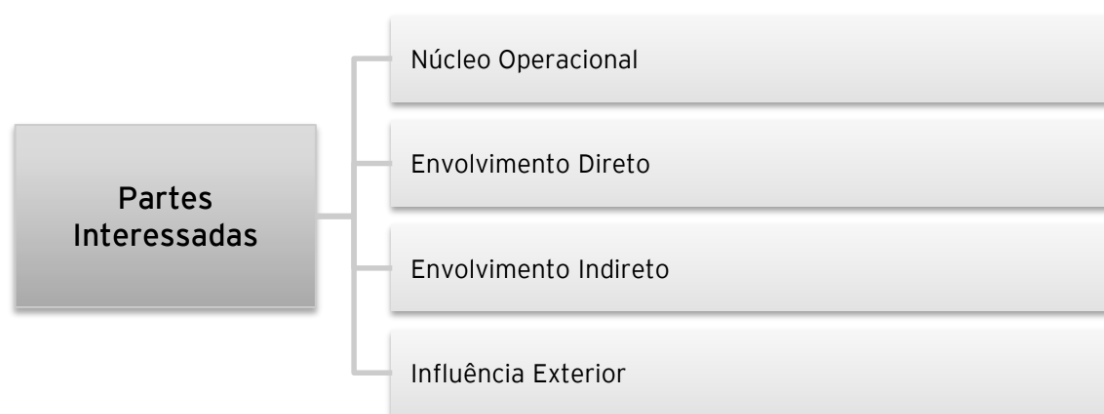 Partes
Interessadas
Núcleo Operacional
Envolvimento Direto
Envolvimento Indireto
Influência Exterior